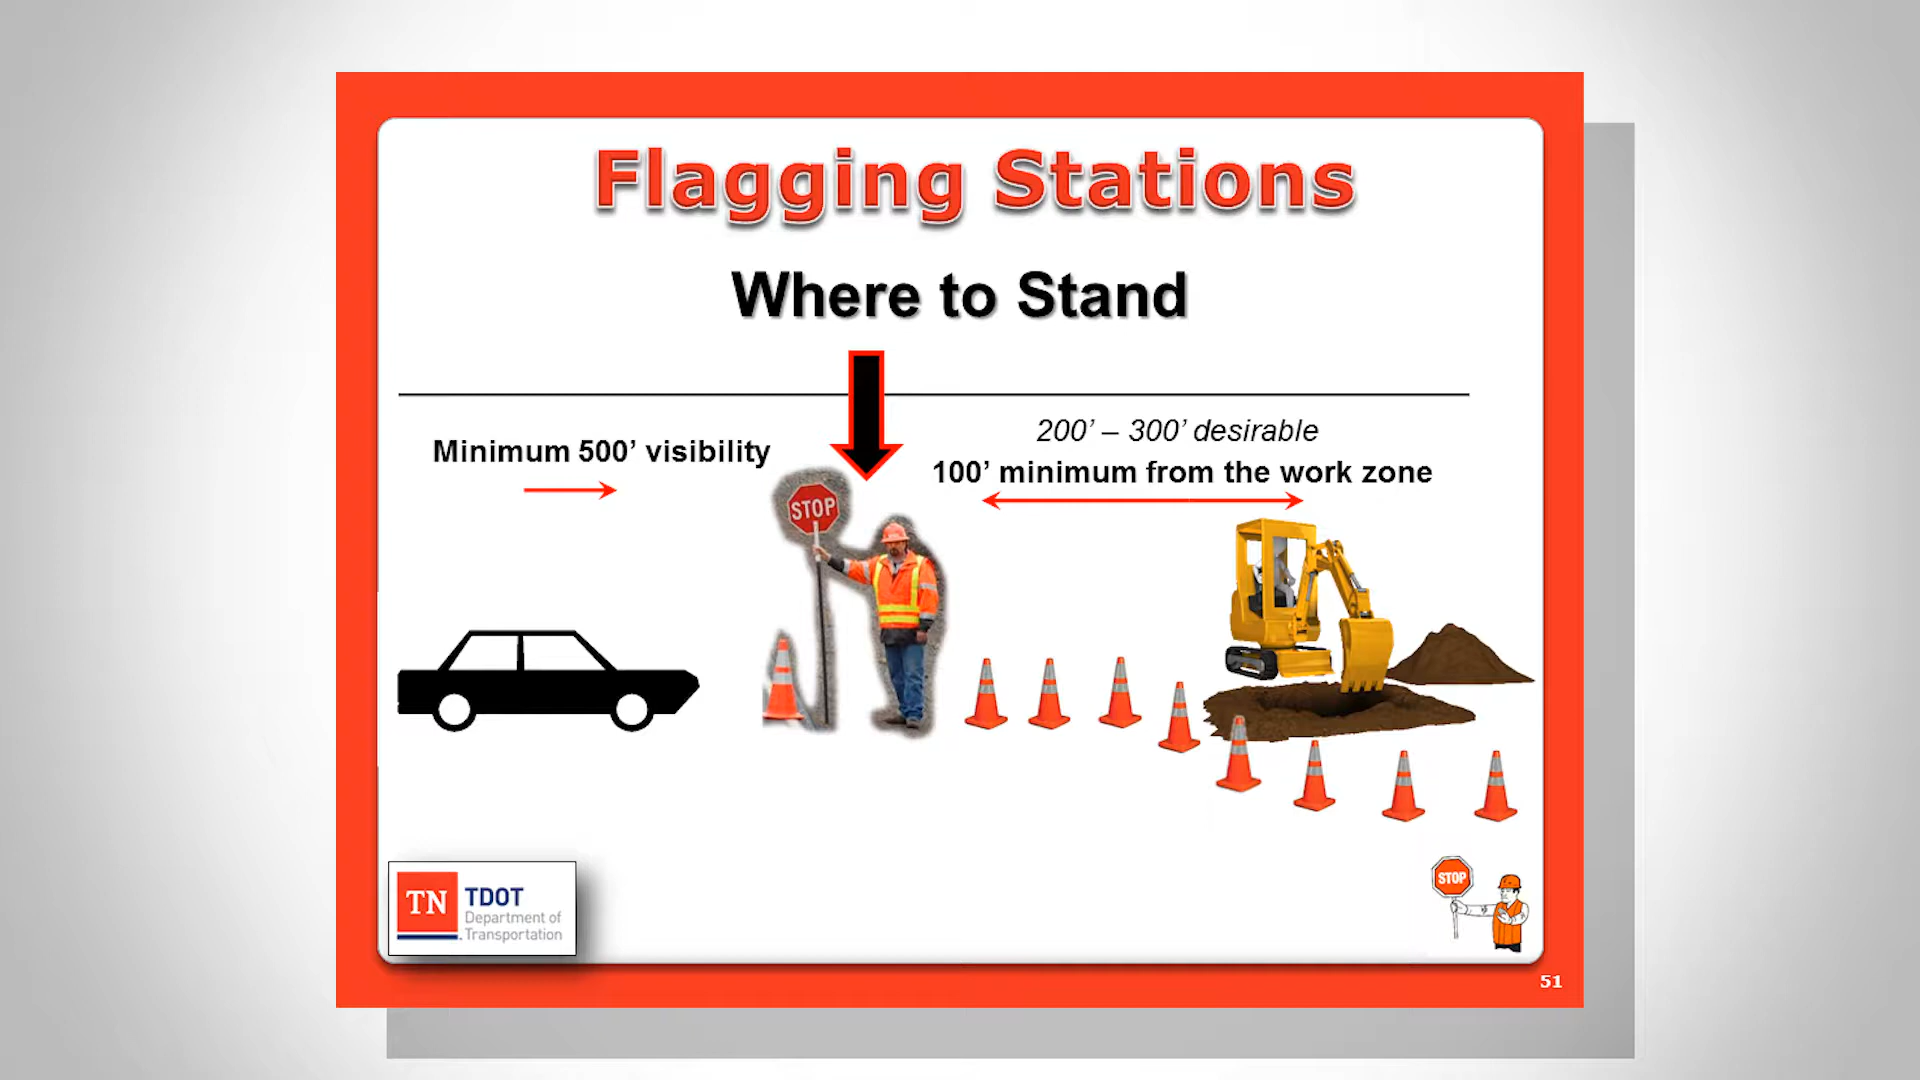 Flagging Stations
Where to Stand
Minimum 500’ visibility
200’ – 300’ desirable
100’ minimum from the work zone
STOP
TN
TDOT
Department of
Transportation
STOP
51